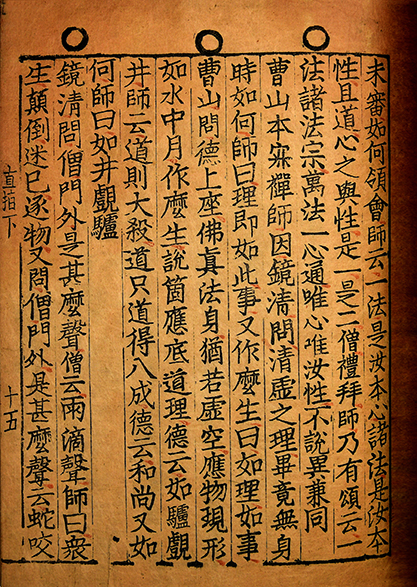 未審如何領會師云一法是汝本心諸法是汝本
性且道心之與性是一是二僧禮拜師乃有頌云一
法諸法宗萬法一心通唯心唯汝性不說異兼同
曹山本寂禪師因鏡清問清虛之理畢竟無身
時如何師曰理即如此事又作麽生曰如理如事
曹山問德上座佛眞法身猶若虛空應物現形
如水中月作麽生說箇應底道理德云如驢覷
井師云道則大殺道只道得八成德云和尚又如
何師曰如井覷驢
鏡清問僧門外是甚麽聲僧云雨滴聲師曰衆
生顛倒迷己逐物又問僧門外是甚麽聲云蛇咬
直指下
十五